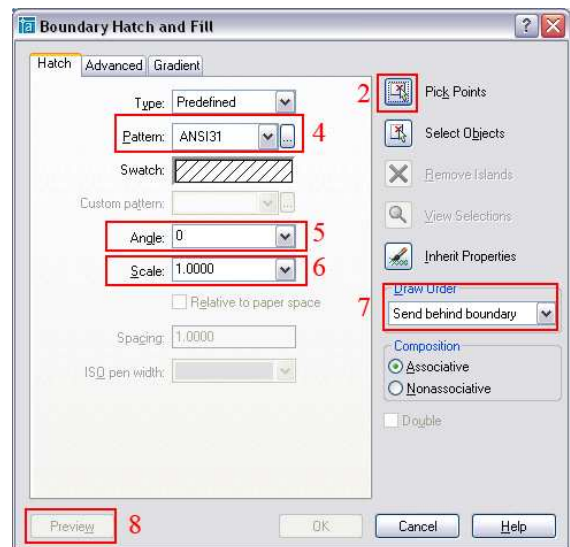 Boundary Hatch and Fill
Hatch Advanced Gradient
Type: Predefined
Pattern: ANSI31 ... 4
Swatch:
Custom pattern: ...
Angle: 0 5
Scale: 1.0000 6
Relative to paper space
Spacing: 1.0000
ISO pen width:
2 Pick Points
Select Objects
Remove Islands
View Selections
Inherit Properties
Draw Order
7 Send behind boundary
Composition
Associative
Nonassociative
Double
Preview 8 OK Cancel Help